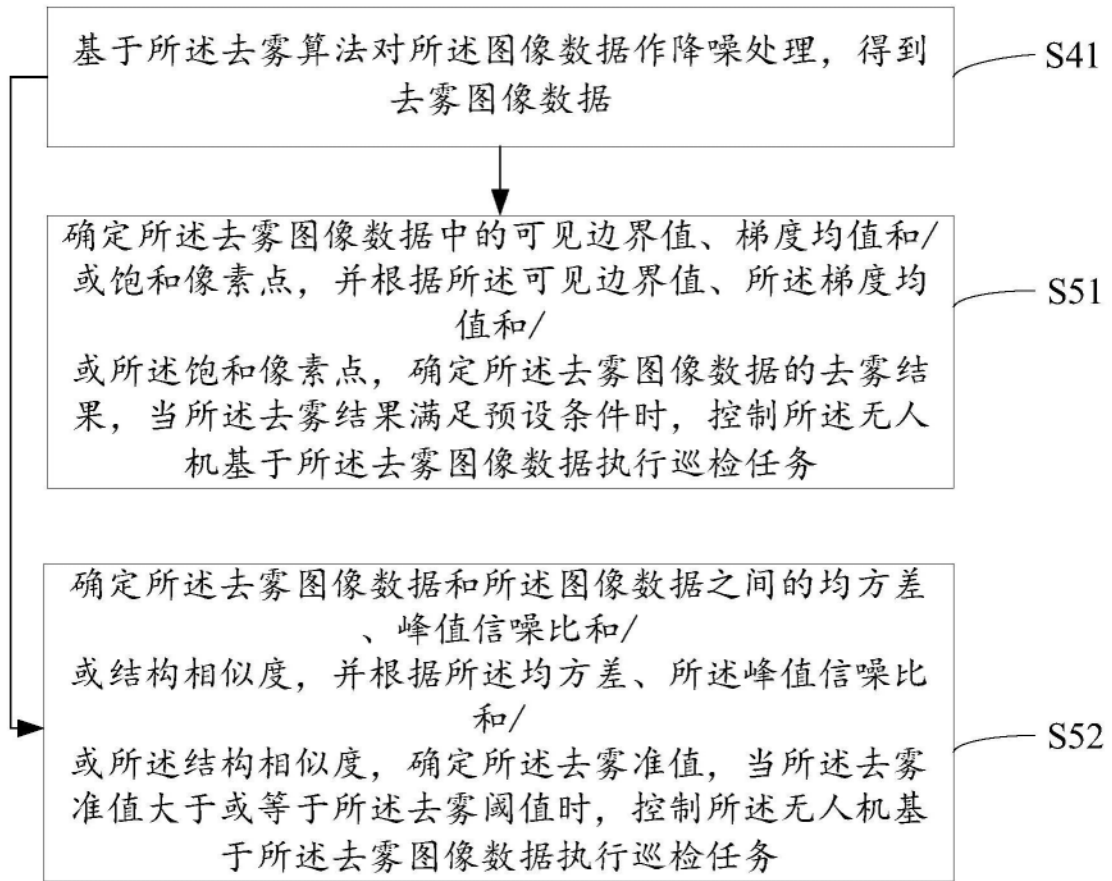 基于所述去雾算法对所述图像数据作降噪处理，得到
去雾图像数据
S41
确定所述去雾图像数据中的可见边界值、梯度均值和/
或饱和像素点，并根据所述可见边界值、所述梯度均
值和/
或所述饱和像素点，确定所述去雾图像数据的去雾结
果，当所述去雾结果满足预设条件时，控制所述无人
机基于所述去雾图像数据执行巡检任务
S51
确定所述去雾图像数据和所述图像数据之间的均方差
、峰值信噪比和/
或结构相似度，并根据所述均方差、所述峰值信噪比
和/
或所述结构相似度，确定所述去雾准值，当所述去雾
准值大于或等于所述去雾阈值时，控制所述无人机基
于所述去雾图像数据执行巡检任务
S52